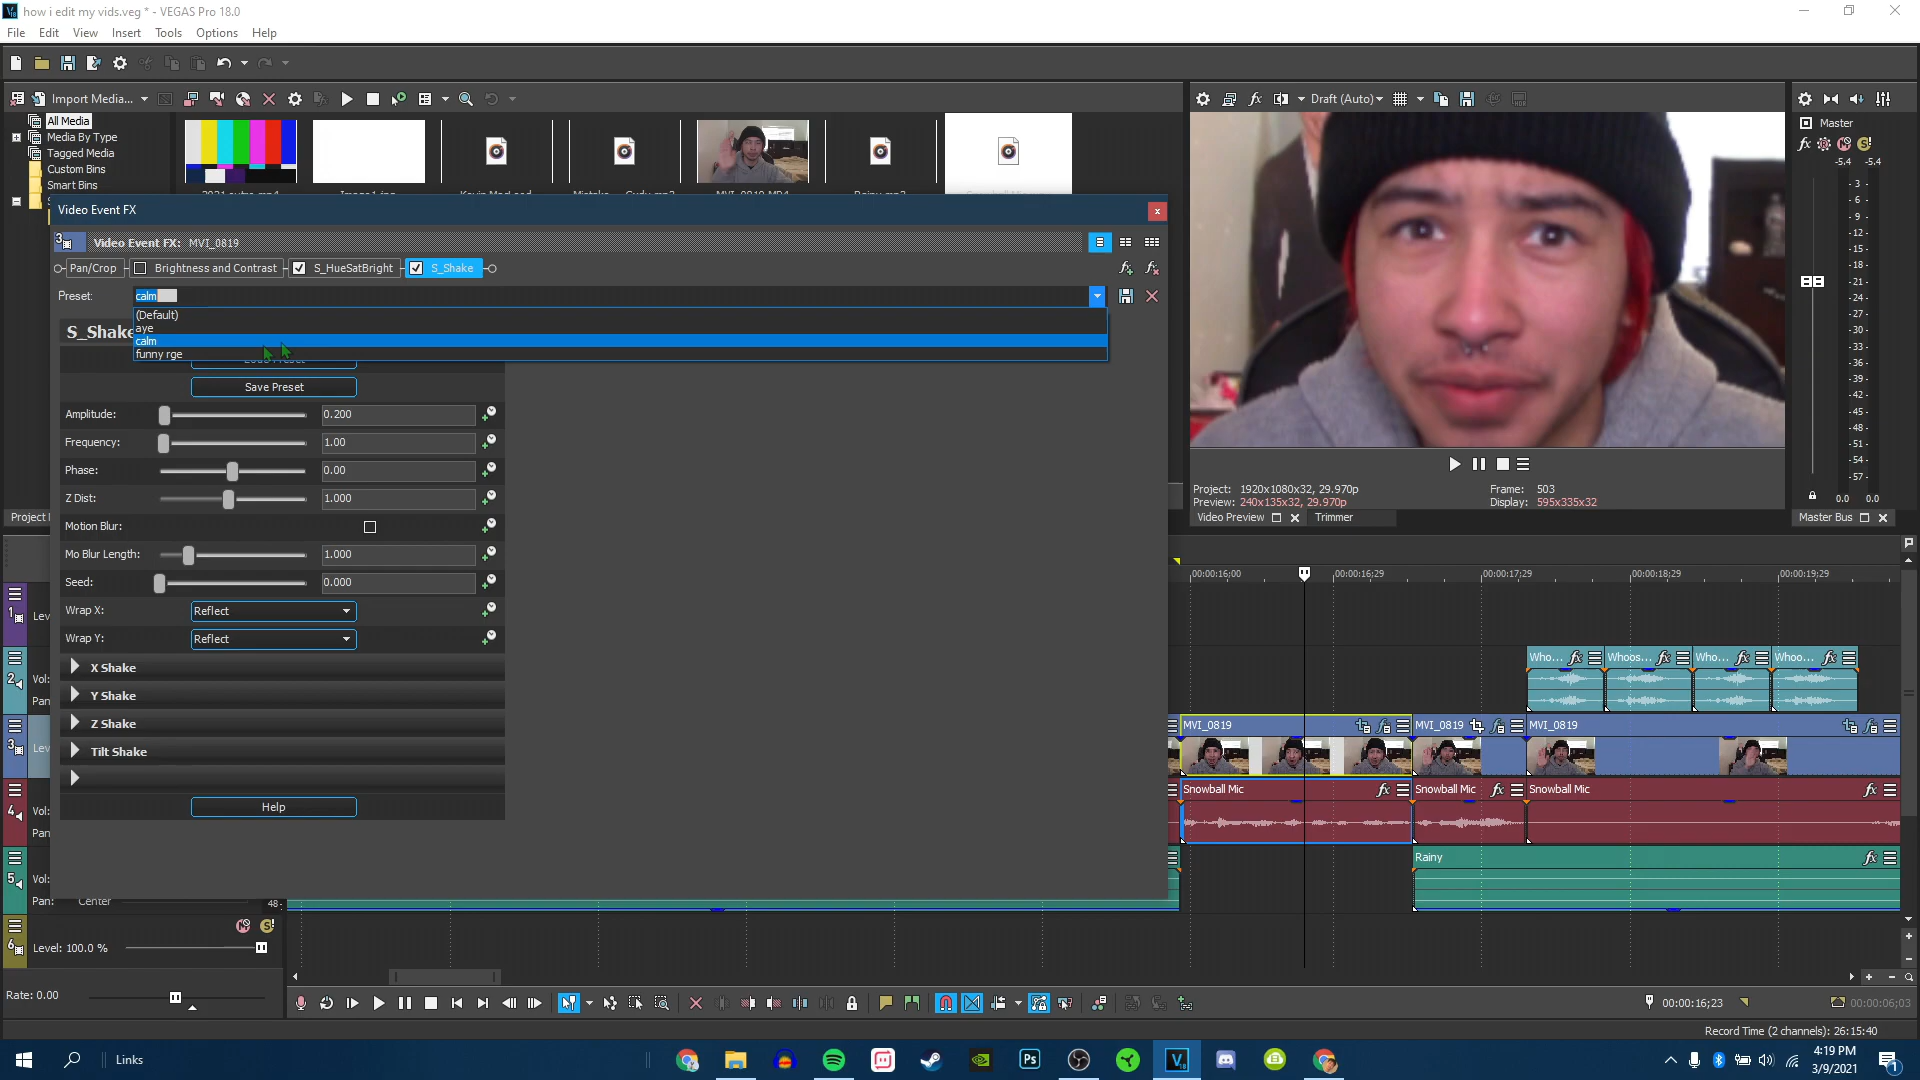 how i edit my vids.veg * - VEGAS Pro 18.0
File Edit View Insert Tools Options Help
Import Media...
All Media
Media By Type
Tagged Media
Custom Bins
Smart Bins
Draft (Auto)
Master
-5.4 -5.4
Video Event FX
Video Event FX: MVI_0819
Pan/Crop
Brightness and Contrast
S_HueSatBright
S_Shake
Preset: calm
(Default)
aye
calm
funny rge
S_Shake
Save Preset
Amplitude: 0.200
Frequency: 1.00
Phase: 0.00
Z Dist: 1.000
Motion Blur:
Mo Blur Length: 1.000
Seed: 0.000
Wrap X: Reflect
Wrap Y: Reflect
X Shake
Y Shake
Z Shake
Tilt Shake
Help
- 3 -
- 6 -
- 9 -
-12-
-15-
-18-
-21-
-24-
-27-
-30-
-33-
-36-
-39-
-42-
-45-
-48-
-51-
-54-
-57-
0.0 0.0
Project: 1920x1080x32, 29.970p
Preview: 240x135x32, 29.970p
Frame: 503
Display: 595x335x32
Video Preview
Trimmer
Master Bus
00:00:16;00 00:00:16;29 00:00:17;29 00:00:18;29 00:00:19;29
Who... Whoos... Who... Whoo...
MVI_0819 MVI_0819 MVI_0819
Snowball Mic Snowball Mic Snowball Mic
Rainy
1
2
Vol:
Pan:
3
4
Vol:
Pan
5
Vol:
Pan: Center
48-
6
Level: 100.0 %
Rate: 0.00
00:00:16;23
00:00:06;03
Record Time (2 channels): 26:15:40
Links
Ps
V
4:19 PM
3/9/2021
1